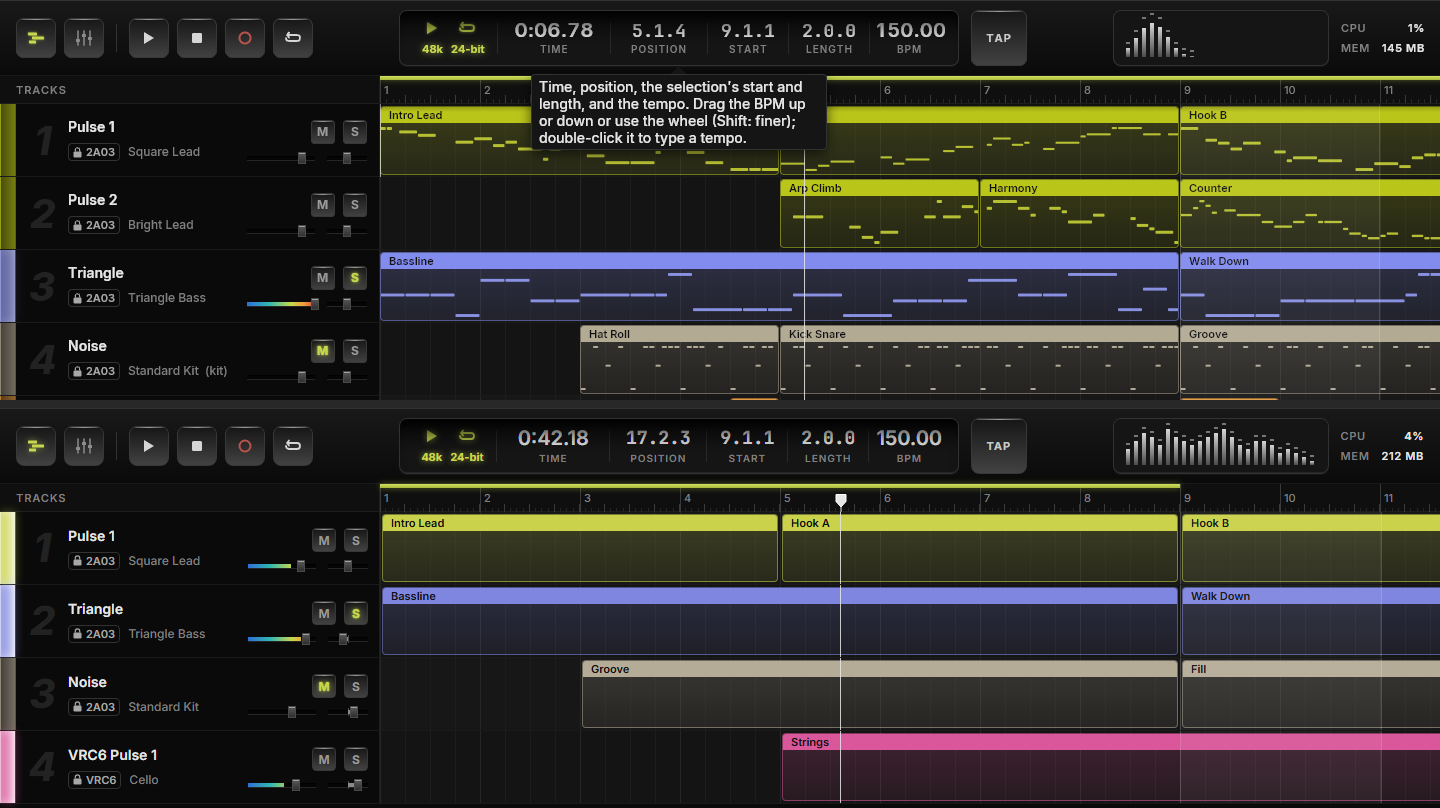 0:06.78 5.1.4 9.1.1 2.0.0 150.00
48k 24-bit TIME POSITION START LENGTH BPM
TAP
CPU 1%
MEM 145 MB
TRACKS
1 2 6 7 8 9 10 11
Time, position, the selection's start and
length, and the tempo. Drag the BPM up
or down or use the wheel (Shift: finer);
double-click it to type a tempo.
1 Pulse 1 M S
2A03 Square Lead
Intro Lead Hook B
2 Pulse 2 M S
2A03 Bright Lead
Arp Climb Harmony Counter
3 Triangle M S
2A03 Triangle Bass
Bassline Walk Down
4 Noise M S
2A03 Standard Kit (kit)
Hat Roll Kick Snare Groove
0:42.18 17.2.3 9.1.1 2.0.0 150.00
48k 24-bit TIME POSITION START LENGTH BPM
TAP
CPU 4%
MEM 212 MB
TRACKS
1 2 3 4 5 6 7 8 9 10 11
1 Pulse 1 M S
2A03 Square Lead
Intro Lead Hook A Hook B
2 Triangle M S
2A03 Triangle Bass
Bassline Walk Down
3 Noise M S
2A03 Standard Kit
Groove Fill
4 VRC6 Pulse 1 M S
VRC6 Cello
Strings